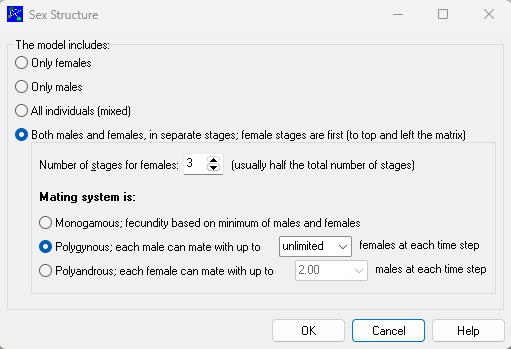 Sex Structure
The model includes:
Only females
Only males
All individuals (mixed)
Both males and females, in separate stages; female stages are first (to top and left the matrix)
Number of stages for females: 3 (usually half the total number of stages)
Mating system is:
Monogamous; fecundity based on minimum of males and females
Polygynous; each male can mate with up to unlimited females at each time step
Polyandrous; each female can mate with up to 2.00 males at each time step
OK Cancel Help